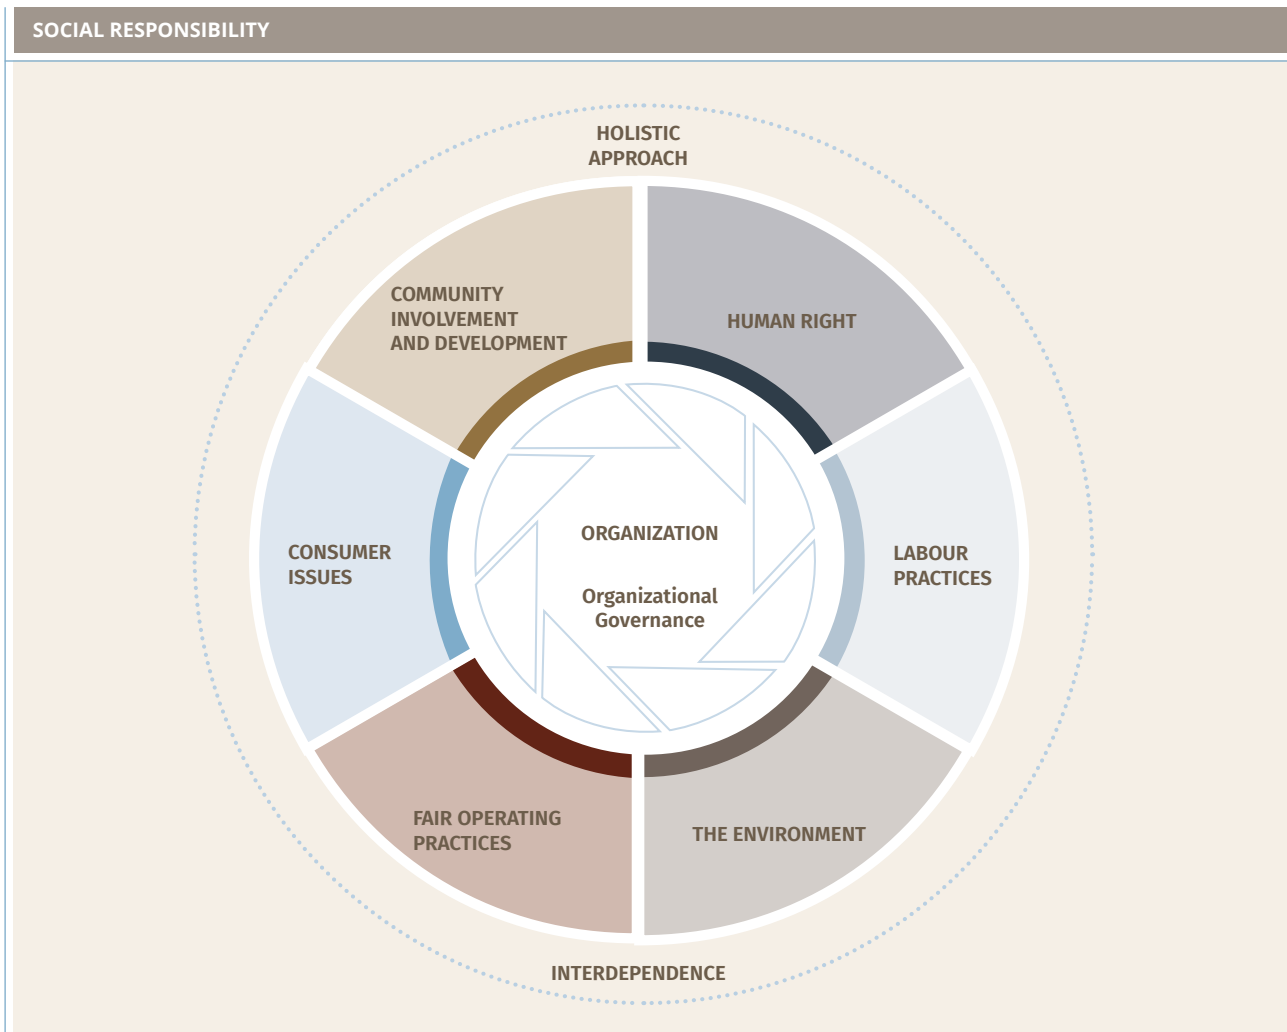 SOCIAL RESPONSIBILITY
HOLISTIC
APPROACH
COMMUNITY
INVOLVEMENT
AND DEVELOPMENT
HUMAN RIGHT
CONSUMER
ISSUES
ORGANIZATION
Organizational
Governance
LABOUR
PRACTICES
FAIR OPERATING
PRACTICES
THE ENVIRONMENT
INTERDEPENDENCE